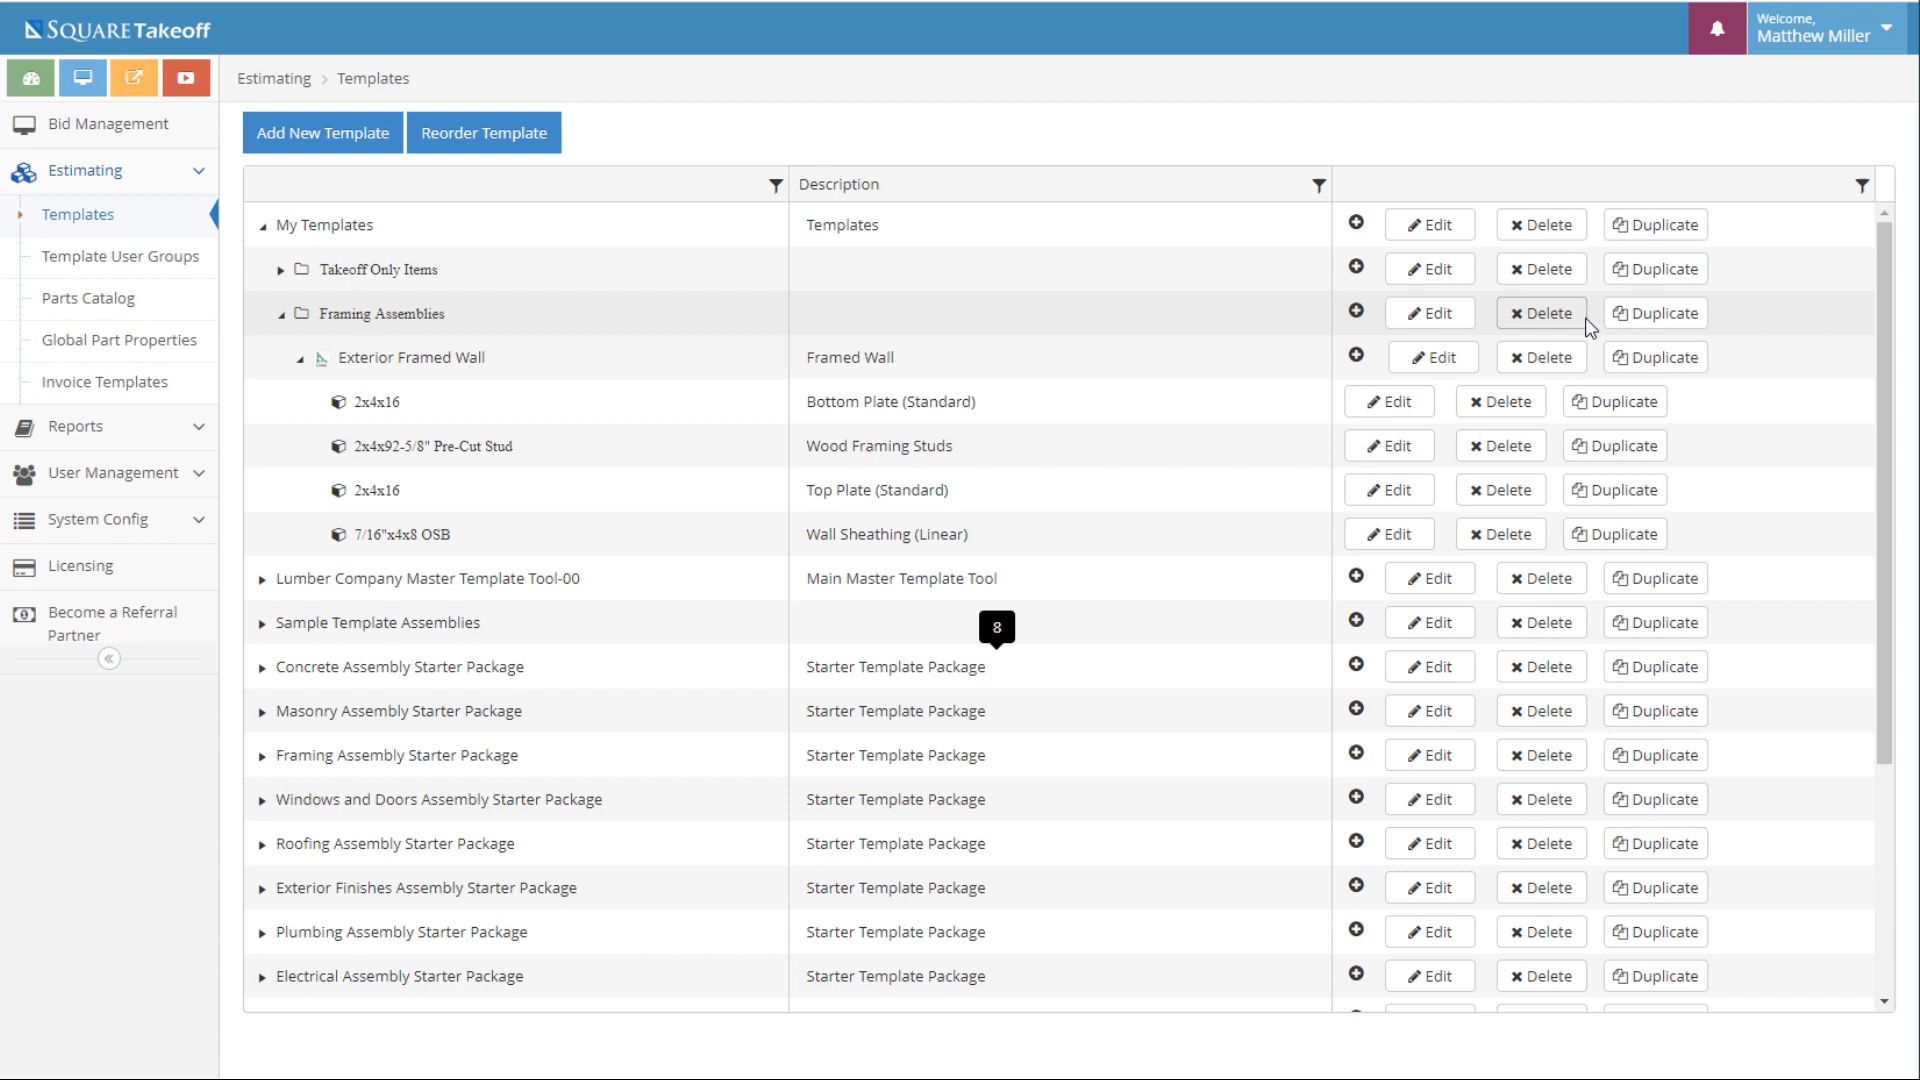 SQUARE Takeoff
Welcome,
Matthew Miller
Estimating > Templates
Bid Management
Estimating
Templates
Template User Groups
Parts Catalog
Global Part Properties
Invoice Templates
Reports
User Management
System Config
Licensing
Become a Referral
Partner
Add New Template Reorder Template
Description
My Templates Templates Edit Delete Duplicate
Takeoff Only Items Edit Delete Duplicate
Framing Assemblies Edit Delete Duplicate
Exterior Framed Wall Framed Wall Edit Delete Duplicate
2x4x16 Bottom Plate (Standard) Edit Delete Duplicate
2x4x92-5/8" Pre-Cut Stud Wood Framing Studs Edit Delete Duplicate
2x4x16 Top Plate (Standard) Edit Delete Duplicate
7/16"x4x8 OSB Wall Sheathing (Linear) Edit Delete Duplicate
Lumber Company Master Template Tool-00 Main Master Template Tool Edit Delete Duplicate
Sample Template Assemblies Edit Delete Duplicate
8
Concrete Assembly Starter Package Starter Template Package Edit Delete Duplicate
Masonry Assembly Starter Package Starter Template Package Edit Delete Duplicate
Framing Assembly Starter Package Starter Template Package Edit Delete Duplicate
Windows and Doors Assembly Starter Package Starter Template Package Edit Delete Duplicate
Roofing Assembly Starter Package Starter Template Package Edit Delete Duplicate
Exterior Finishes Assembly Starter Package Starter Template Package Edit Delete Duplicate
Plumbing Assembly Starter Package Starter Template Package Edit Delete Duplicate
Electrical Assembly Starter Package Starter Template Package Edit Delete Duplicate